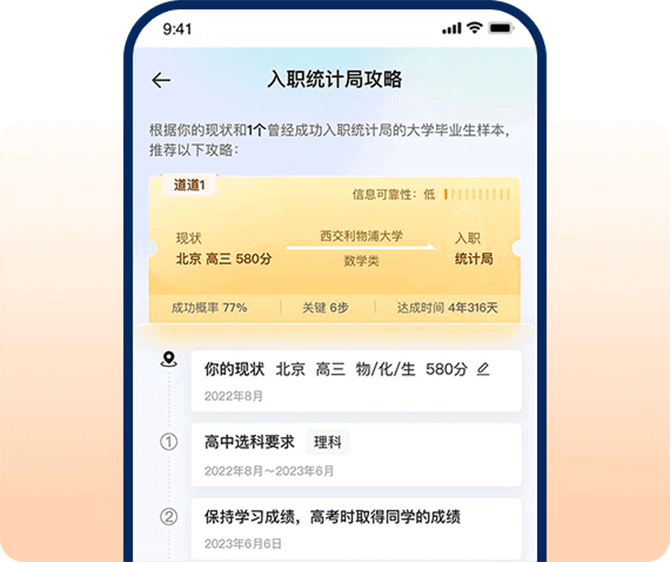 9:41
入职统计局攻略
根据你的现状和1个曾经成功入职统计局的大学毕业生样本，
推荐以下攻略：
道道1
信息可靠性：低
现状 西交利物浦大学 入职
北京 高三 580分 数学类 统计局
成功概率 77% 关键 6步 达成时间 4年316天
你的现状 北京 高三 物/化/生 580分
2022年8月
① 高中选科要求 理科
2022年8月～2023年6月
② 保持学习成绩，高考时取得同学的成绩
2023年6月6日